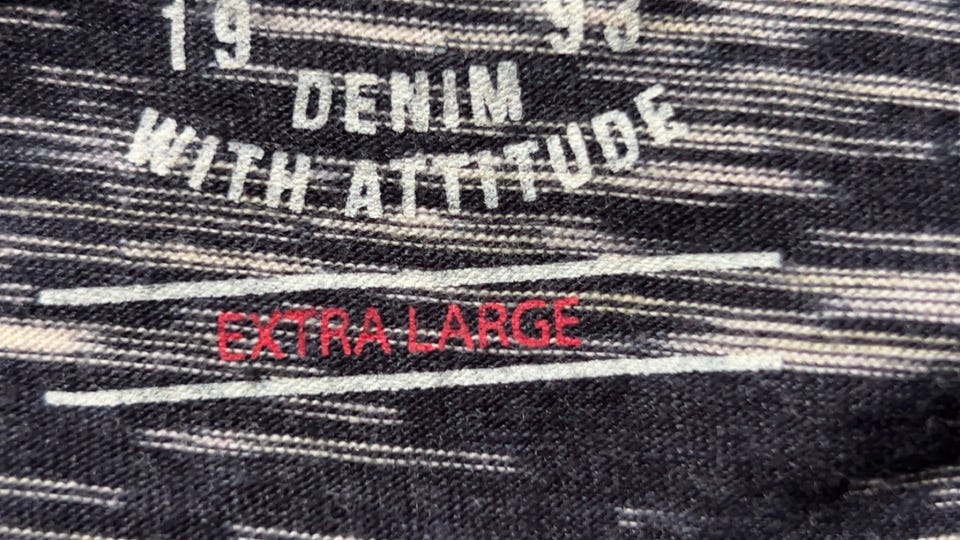 19 93
DENIM
WITH ATTITUDE
EXTRA LARGE